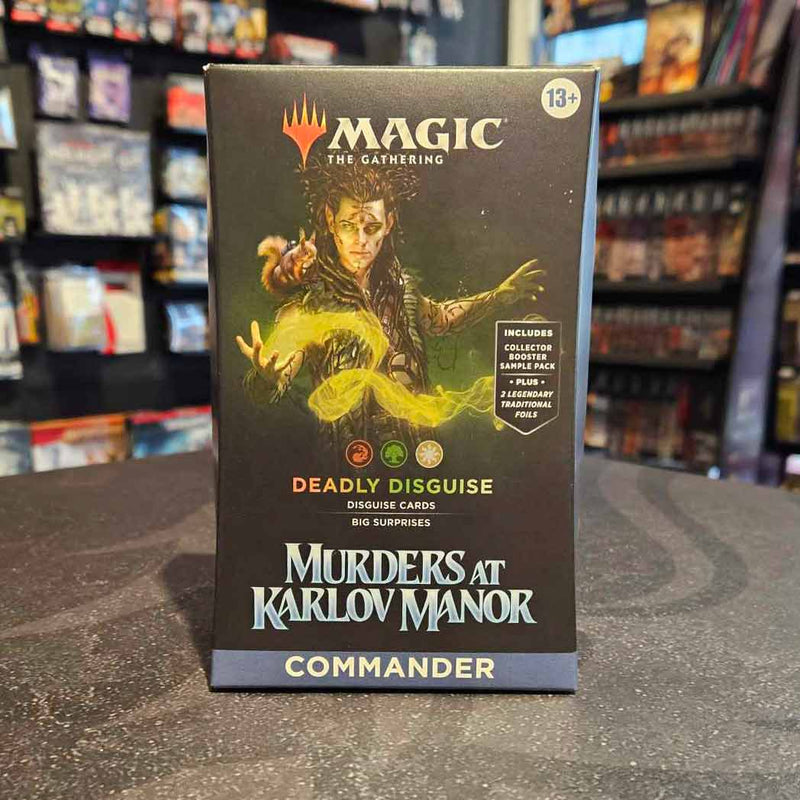 13+
MAGIC
THE GATHERING
INCLUDES
COLLECTOR
BOOSTER
SAMPLE PACK
• PLUS •
2 LEGENDARY
TRADITIONAL
FOILS
DEADLY DISGUISE
DISGUISE CARDS
BIG SURPRISES
MURDERS AT
KARLOV MANOR
COMMANDER